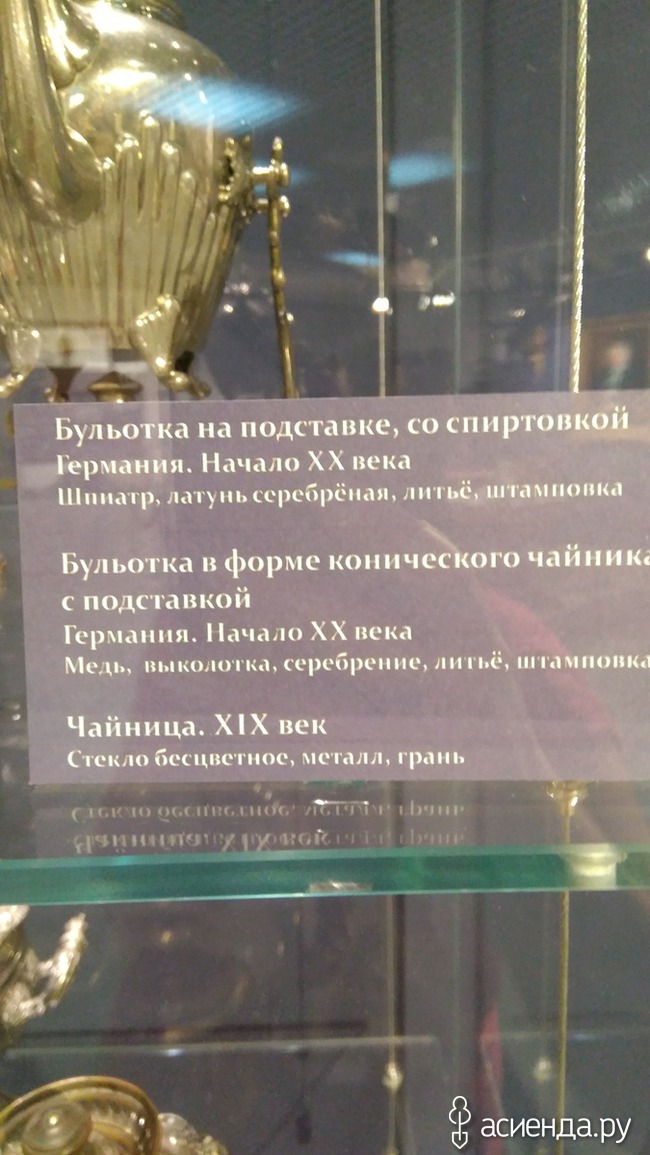 Бульотка на подставке, со спиртовкой
Германия. Начало XX века
Шпиатр, латунь серебрёная, литьё, штамповка
Бульотка в форме конического чайника
с подставкой
Германия. Начало XX века
Медь, выколотка, серебрение, литьё, штамповка
Чайница. XIX век
Стекло бесцветное, металл, грань
асиенда.ру